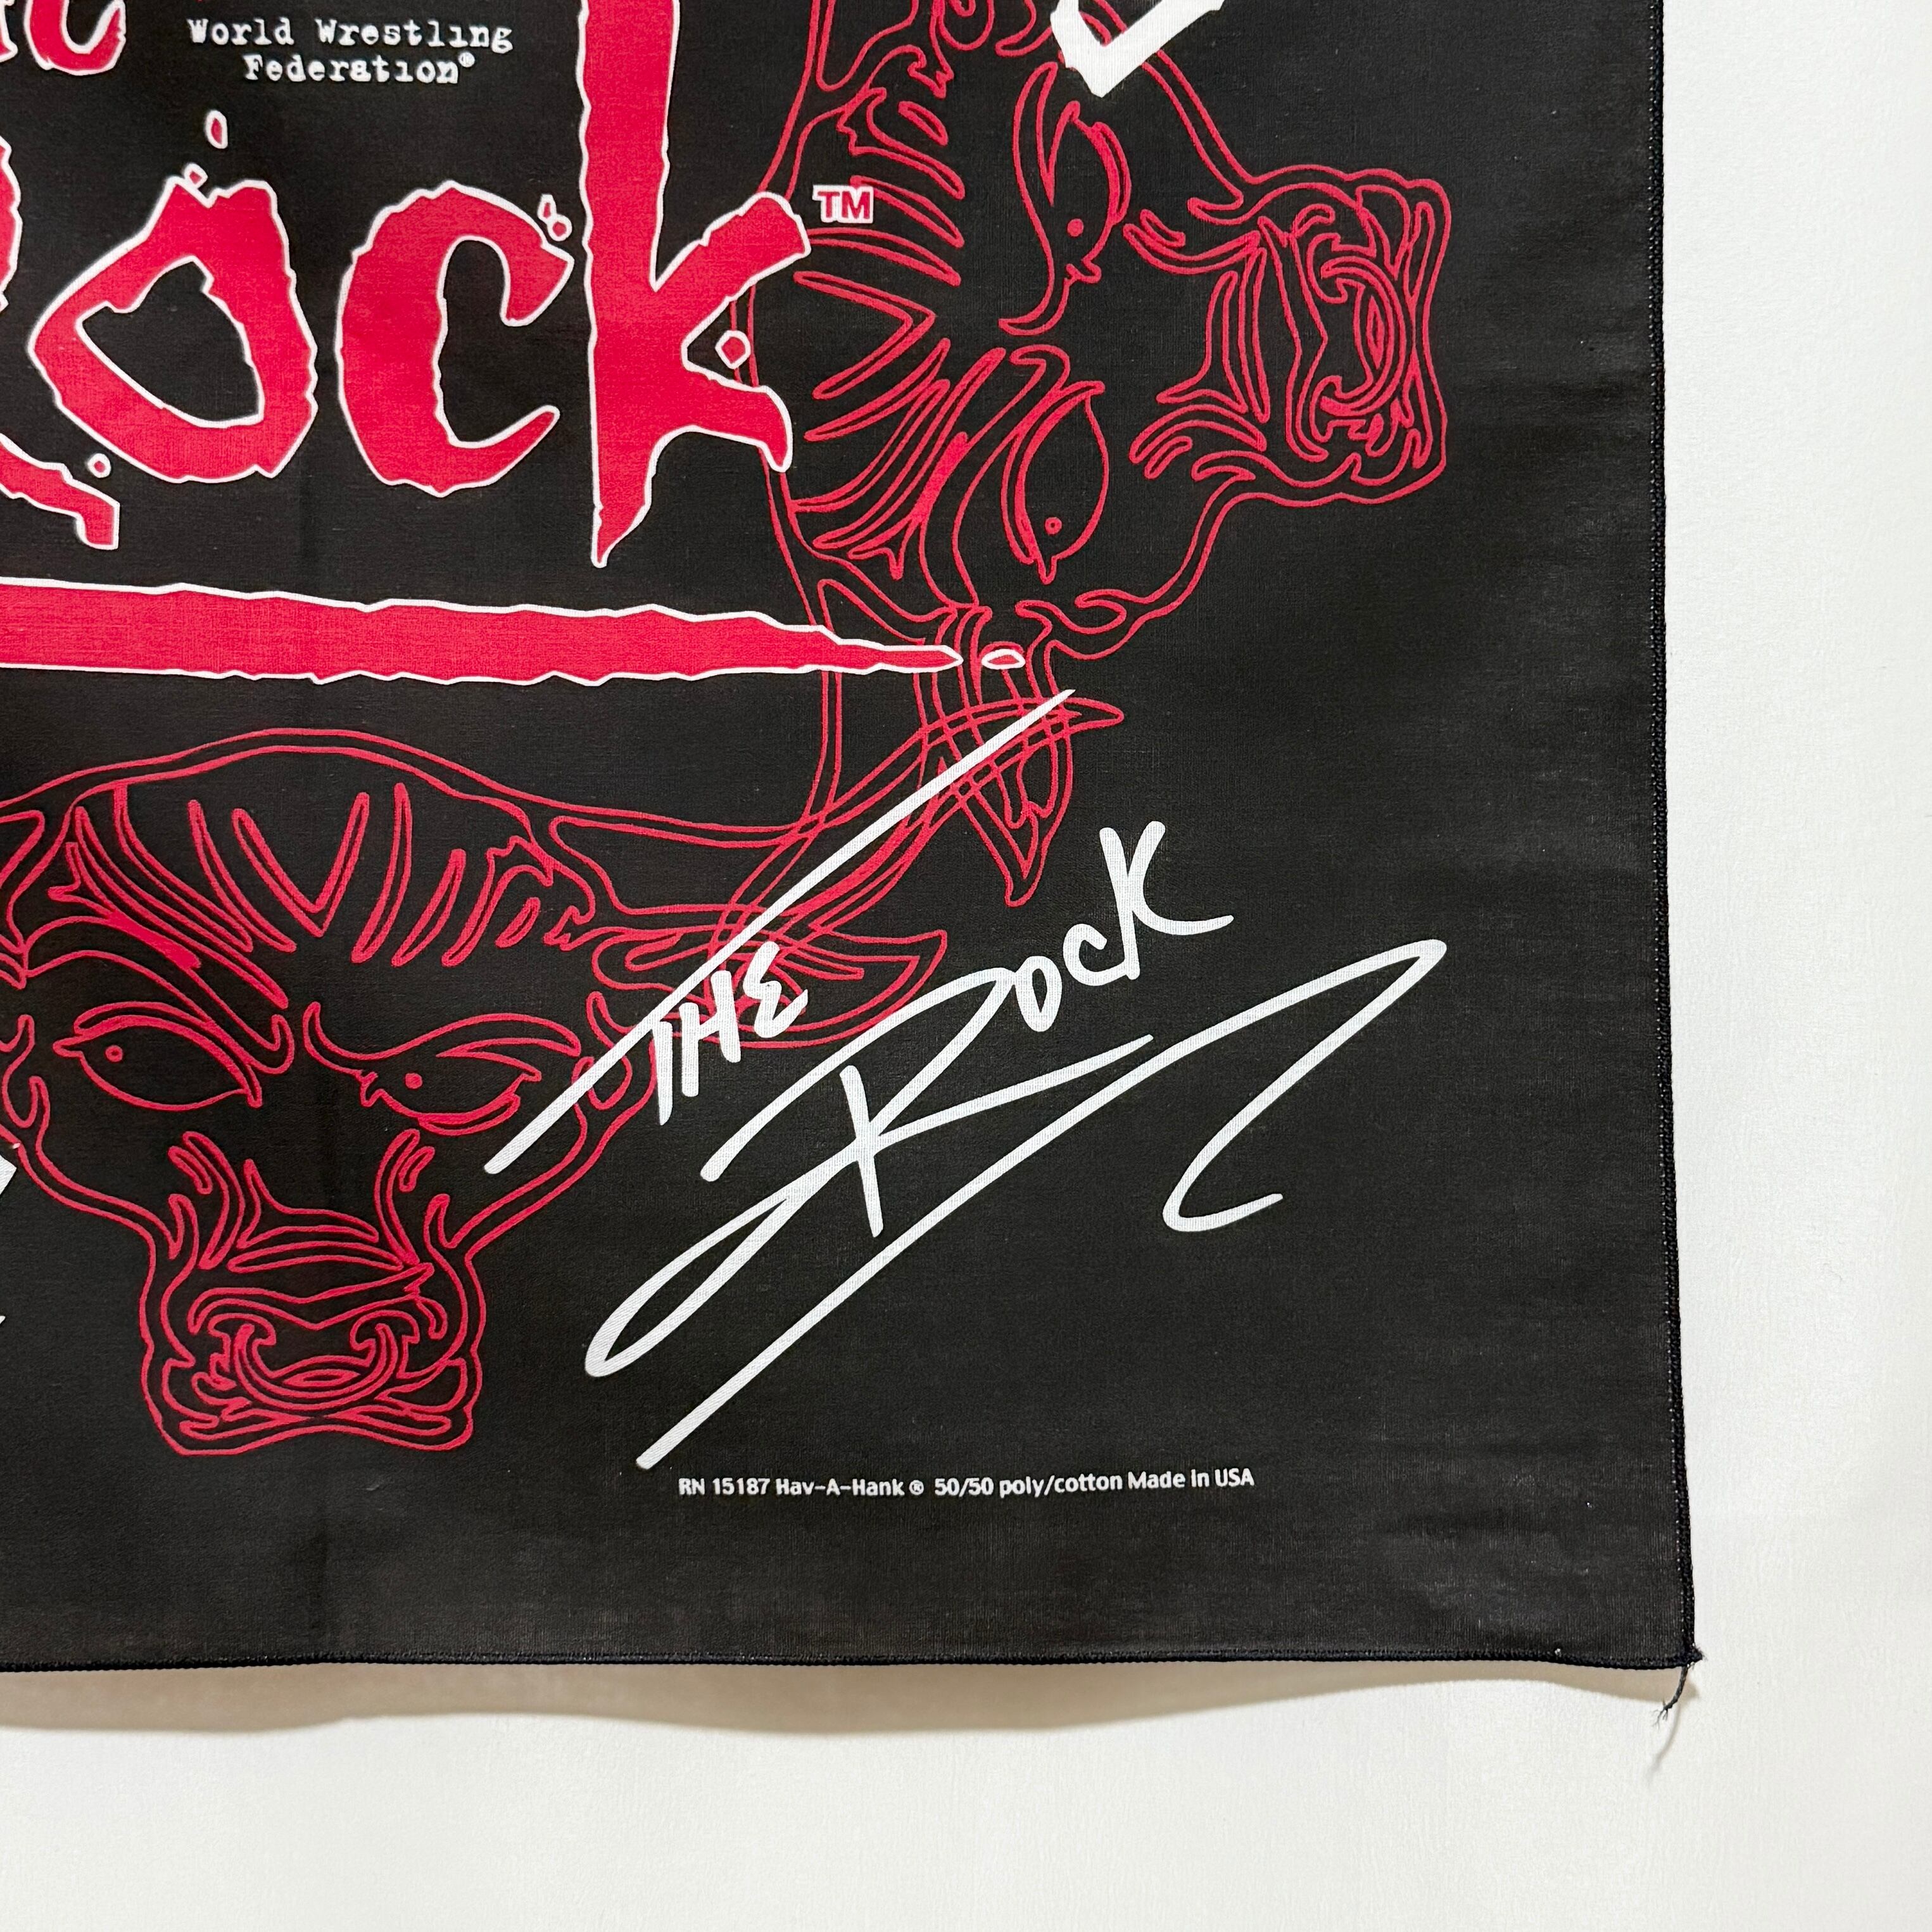 World Wrestling
Federation®
Rock™
THE
ROCK
RN 15187 Hav-A-Hank ® 50/50 poly/cotton Made in USA